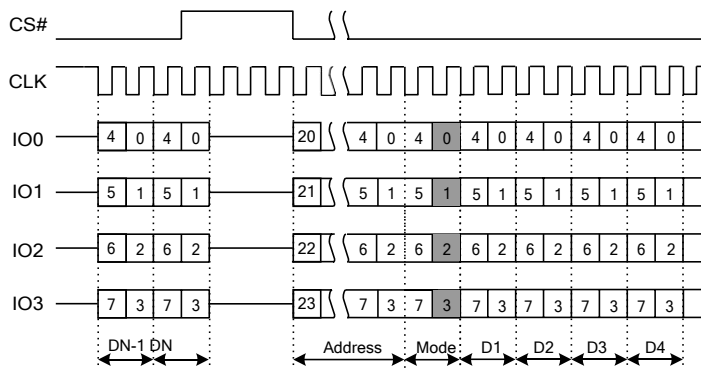 CS#
CLK
IO0 4 0 4 0 20 4 0 4 0 4 0 4 0 4 0 4 0
IO1 5 1 5 1 21 5 1 5 1 5 1 5 1 5 1 5 1
IO2 6 2 6 2 22 6 2 6 2 6 2 6 2 6 2 6 2
IO3 7 3 7 3 23 7 3 7 3 7 3 7 3 7 3 7 3
DN-1 DN Address Mode D1 D2 D3 D4